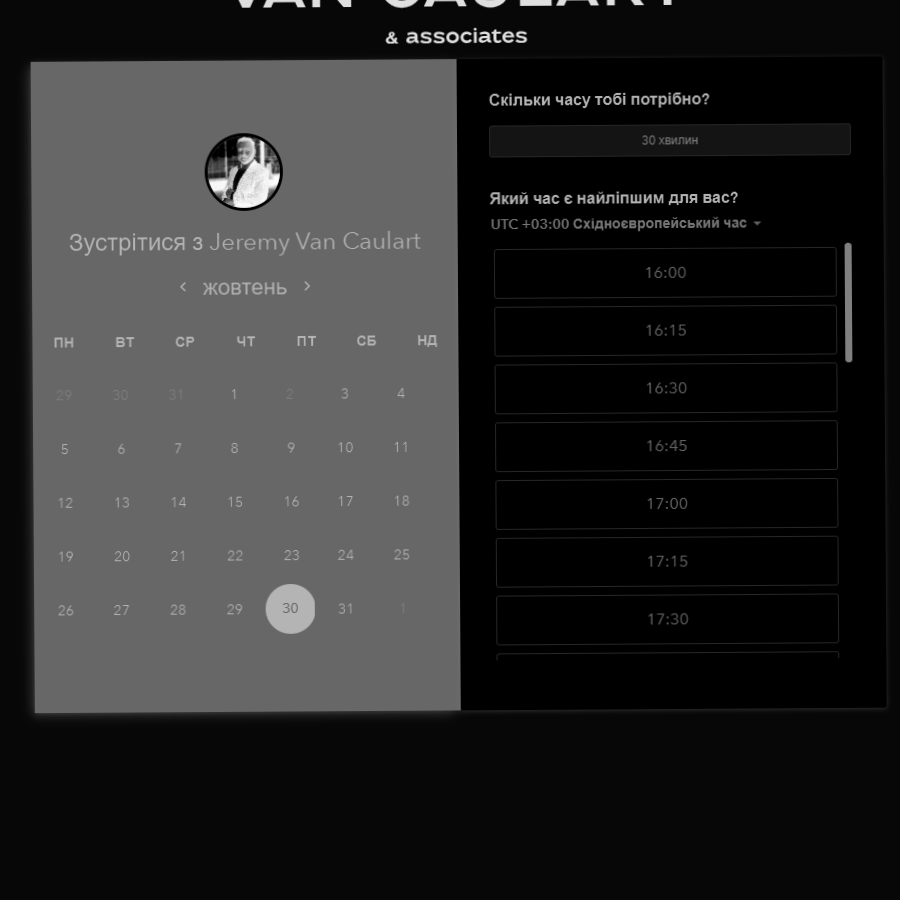 VAN CAULART
& associates
Зустрітися з Jeremy Van Caulart
‹ жовтень ›
ПН ВТ СР ЧТ ПТ СБ НД
29 30 31 1 2 3 4
5 6 7 8 9 10 11
12 13 14 15 16 17 18
19 20 21 22 23 24 25
26 27 28 29 30 31 1
Скільки часу тобі потрібно?
30 хвилин
Який час є найліпшим для вас?
UTC +03:00 Східноєвропейський час
16:00
16:15
16:30
16:45
17:00
17:15
17:30